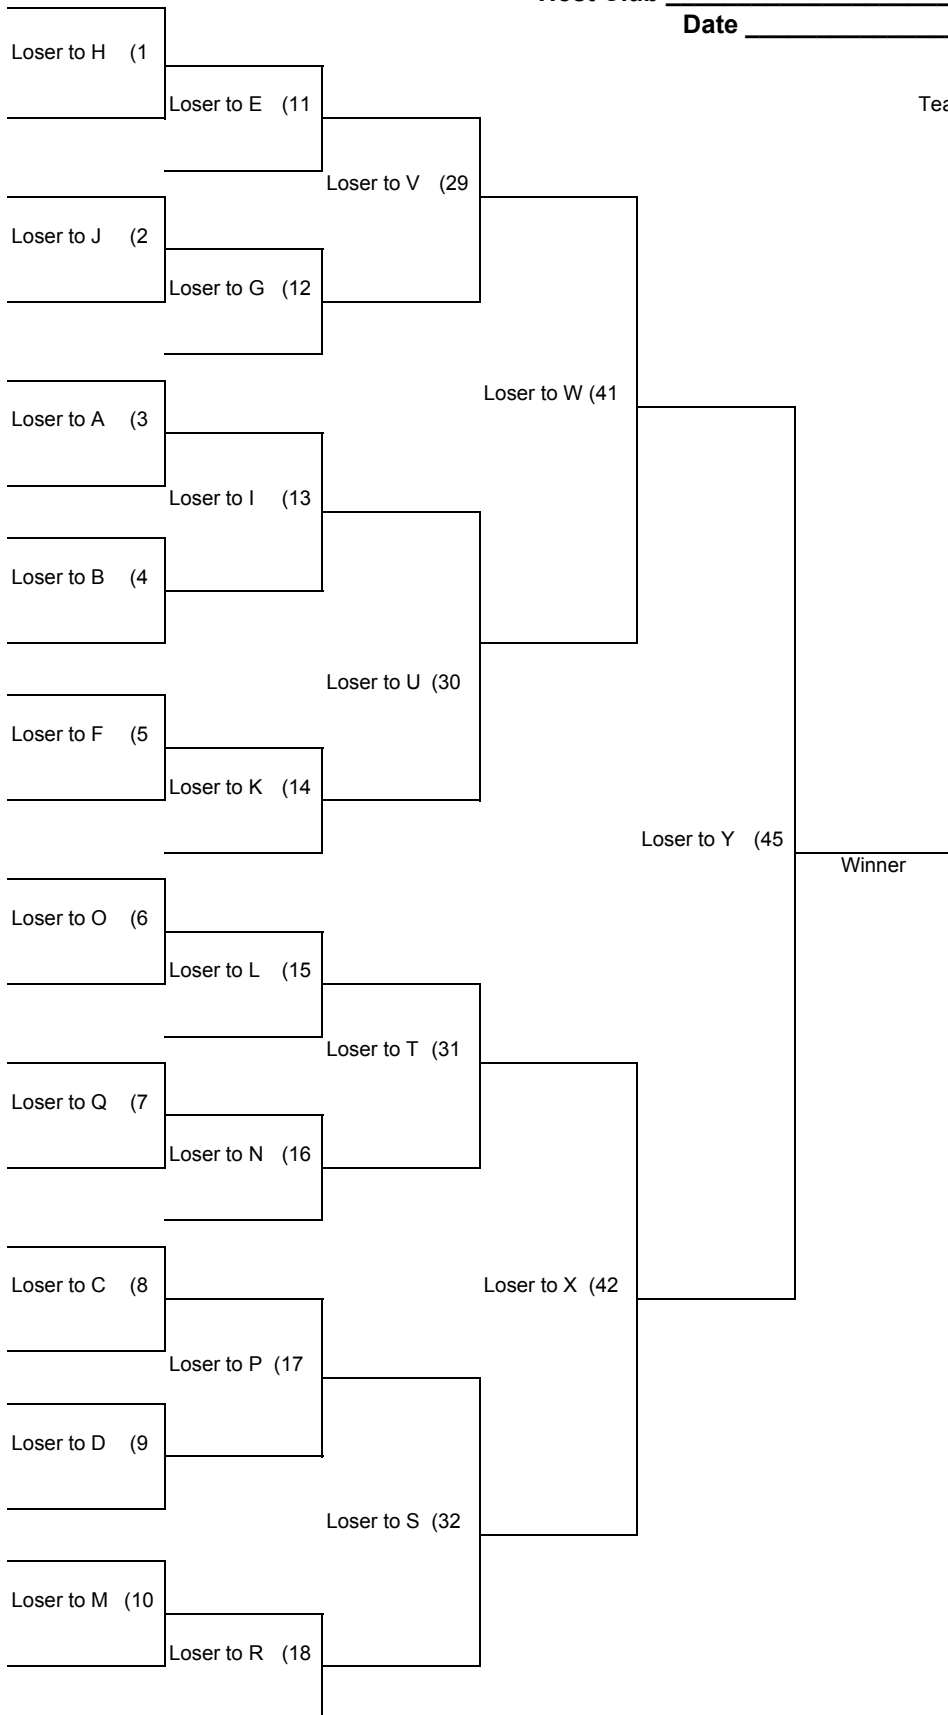 Date
Loser to H (1
Loser to E (11
Loser to V (29
Loser to J (2
Loser to G (12
Loser to W (41
Loser to A (3
Loser to I (13
Loser to B (4
Loser to U (30
Loser to F (5
Loser to K (14
Loser to Y (45
Winner
Loser to O (6
Loser to L (15
Loser to T (31
Loser to Q (7
Loser to N (16
Loser to C (8
Loser to X (42
Loser to P (17
Loser to D (9
Loser to S (32
Loser to M (10
Loser to R (18